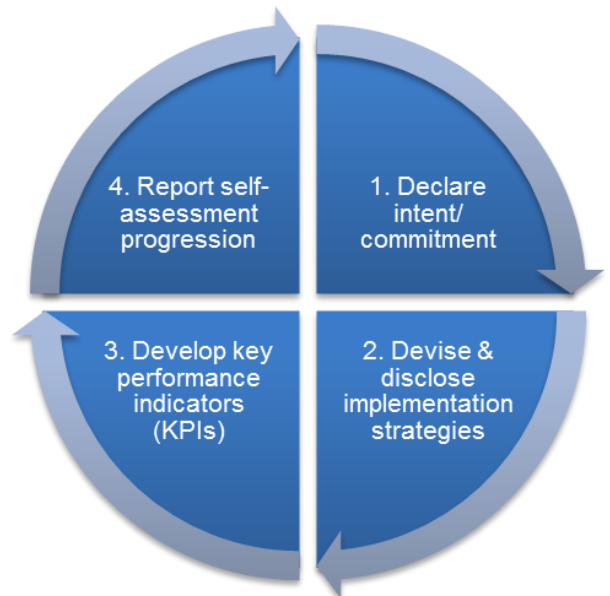 1. Declare
intent/
commitment
2. Devise &
disclose
implementation
strategies
3. Develop key
performance
indicators
(KPIs)
4. Report self-
assessment
progression